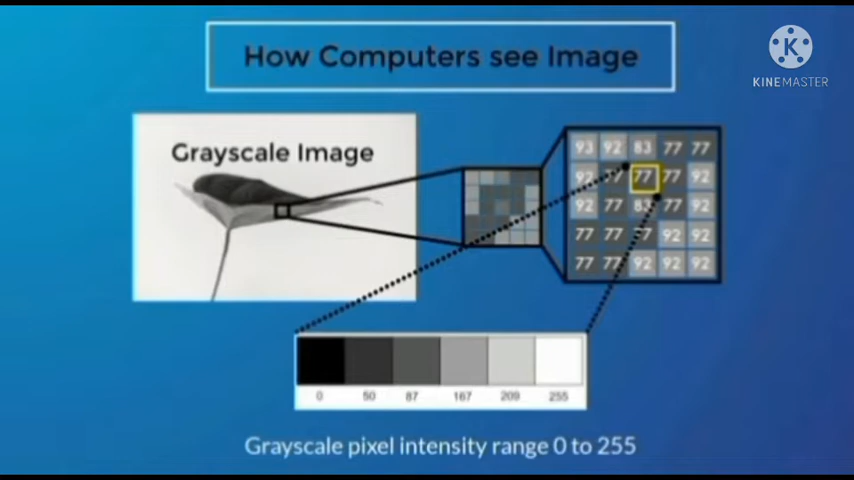 How Computers see Image
KINEMASTER
Grayscale Image
93 92 83 77 77
92 77 77 77 92
92 77 83 77 92
77 77 77 92 92
77 77 92 92 92
0 50 87 167 209 255
Grayscale pixel intensity range 0 to 255